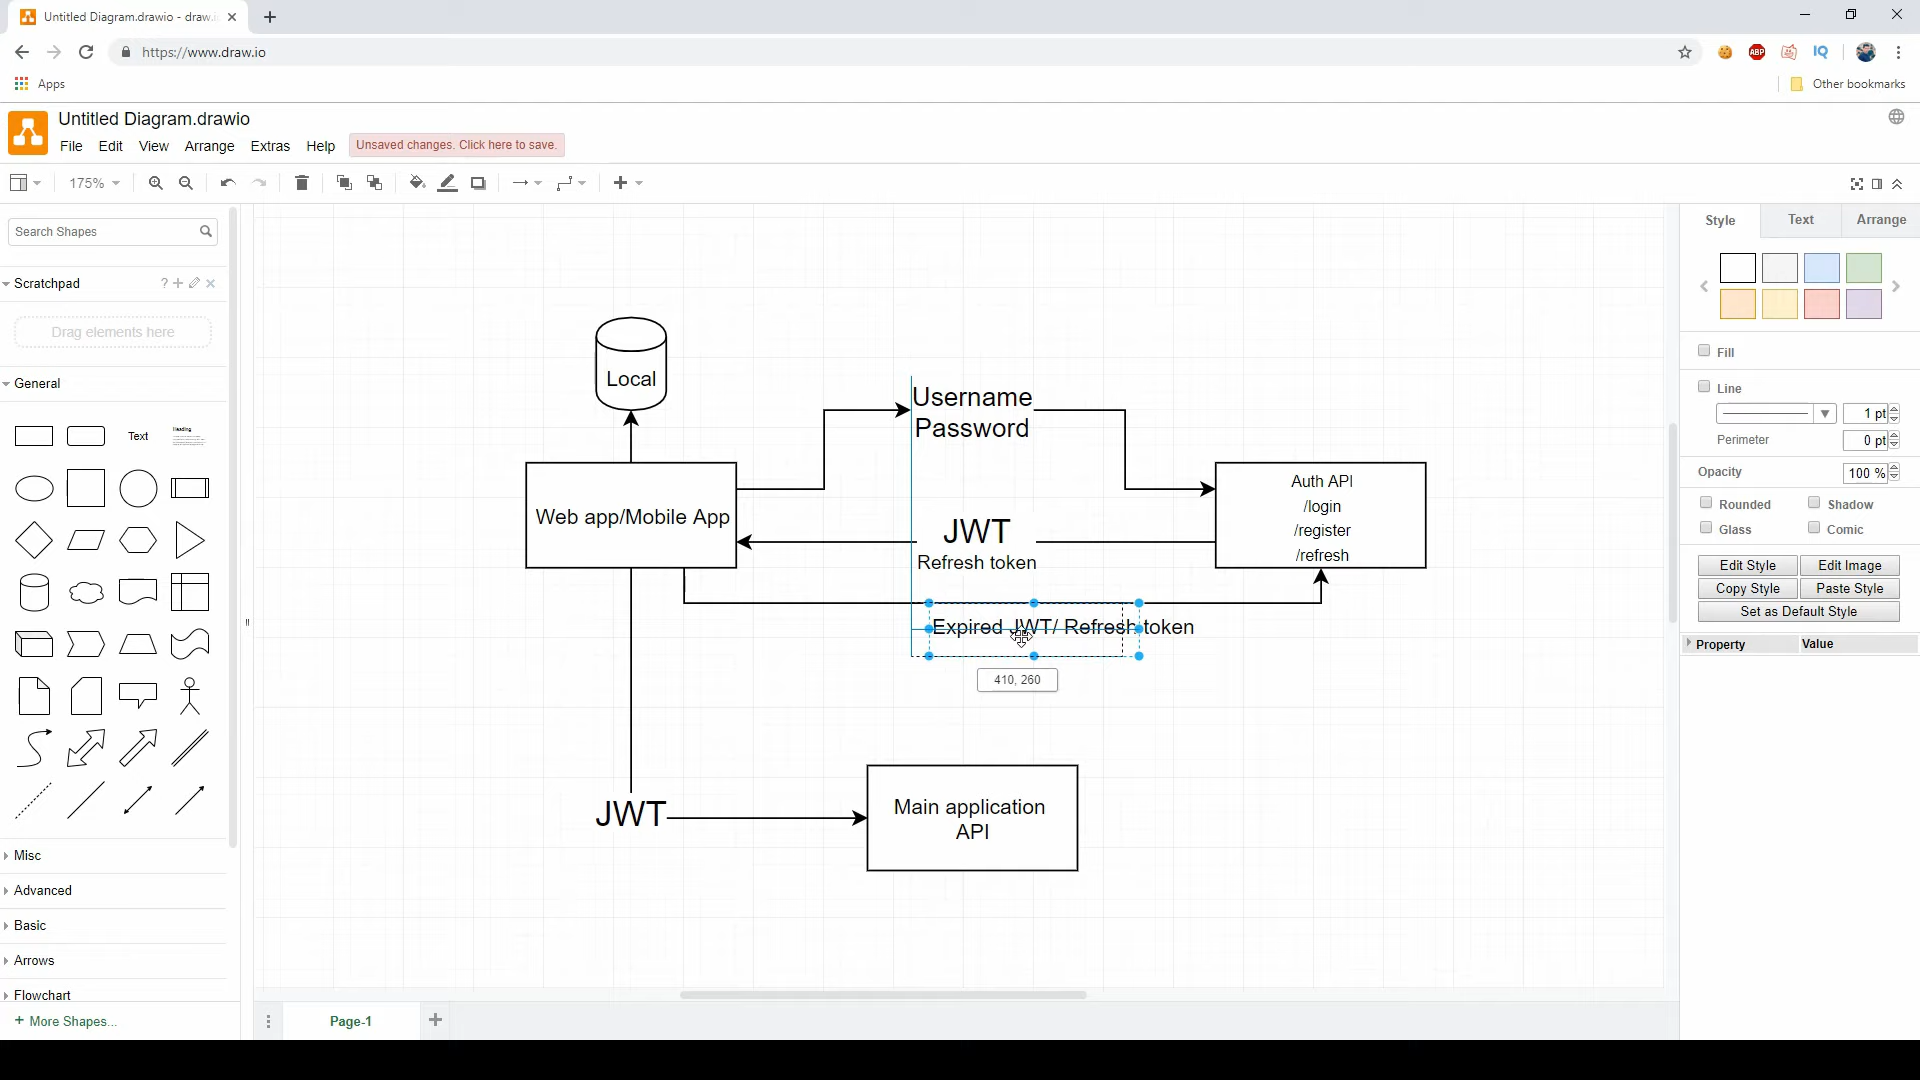 Untitled Diagram.drawio - draw.i
https://www.draw.io
ABP
IQ
Apps
Other bookmarks
Untitled Diagram.drawio
File Edit View Arrange Extras Help
Unsaved changes. Click here to save.
175%
Search Shapes
Scratchpad
?
Drag elements here
General
Text
Heading
Misc
Advanced
Basic
Arrows
Flowchart
+ More Shapes...
Local
Web app/Mobile App
Username
Password
JWT
Refresh token
Auth API
/login
/register
/refresh
Expired JWT/ Refresh token
410, 260
JWT
Main application
API
Page-1
Style Text Arrange
Fill
Line
1 pt
Perimeter 0 pt
Opacity 100 %
Rounded Shadow
Glass Comic
Edit Style Edit Image
Copy Style Paste Style
Set as Default Style
Property Value